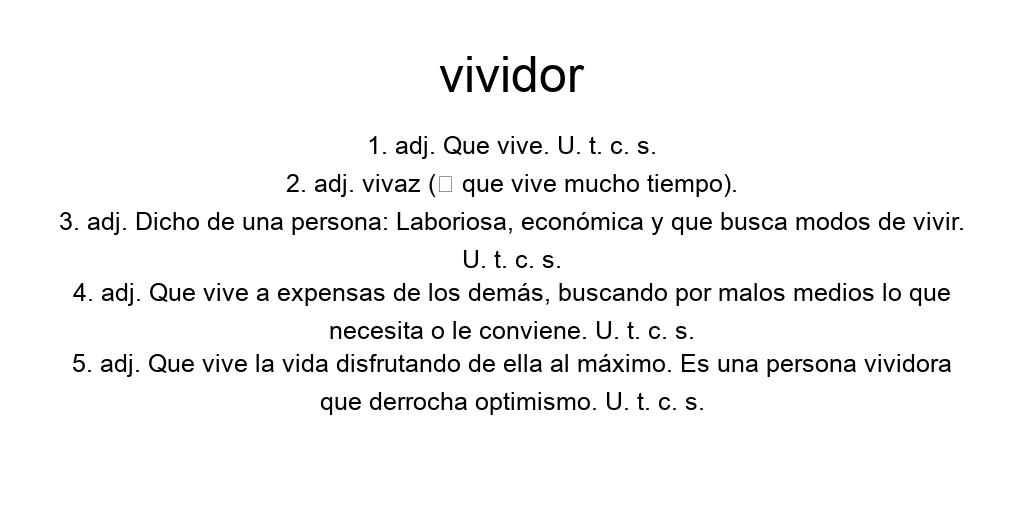 vividor
1. adj. Que vive. U. t. c. s.
2. adj. vivaz (▯ que vive mucho tiempo).
3. adj. Dicho de una persona: Laboriosa, económica y que busca modos de vivir.
U. t. c. s.
4. adj. Que vive a expensas de los demás, buscando por malos medios lo que
necesita o le conviene. U. t. c. s.
5. adj. Que vive la vida disfrutando de ella al máximo. Es una persona vividora
que derrocha optimismo. U. t. c. s.